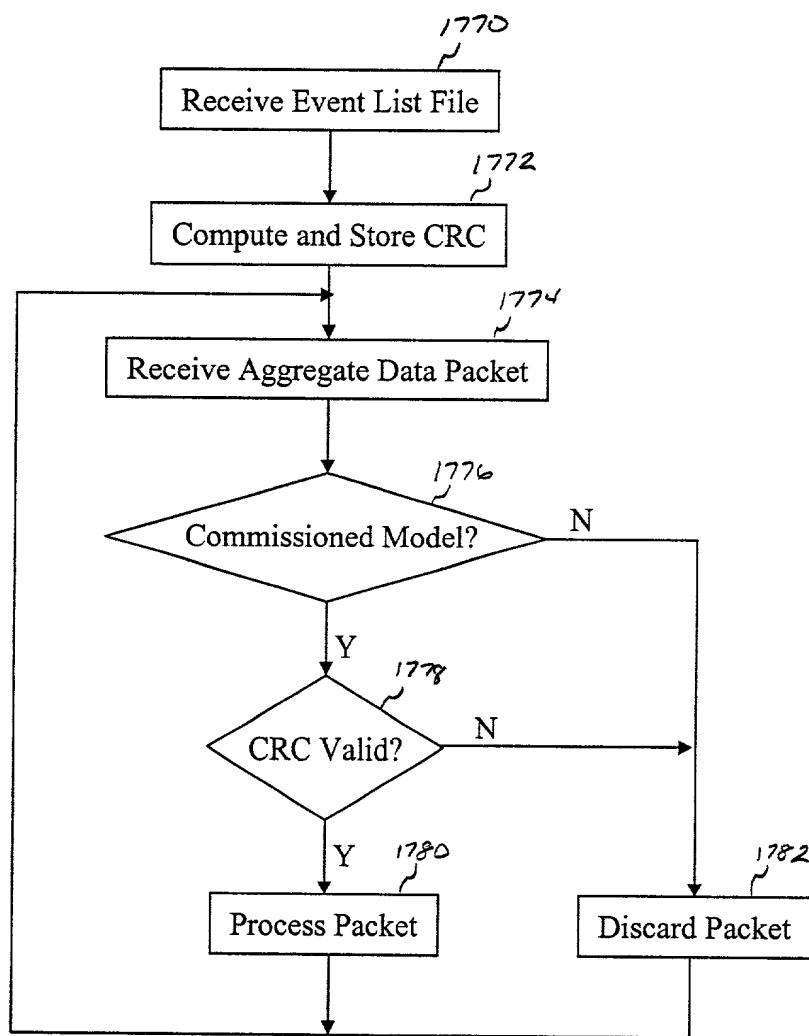 1770
Receive Event List File
1772
Compute and Store CRC
1774
Receive Aggregate Data Packet
1776
Commissioned Model?
N
Y
1778
CRC Valid?
N
Y
1780
Process Packet
1782
Discard Packet